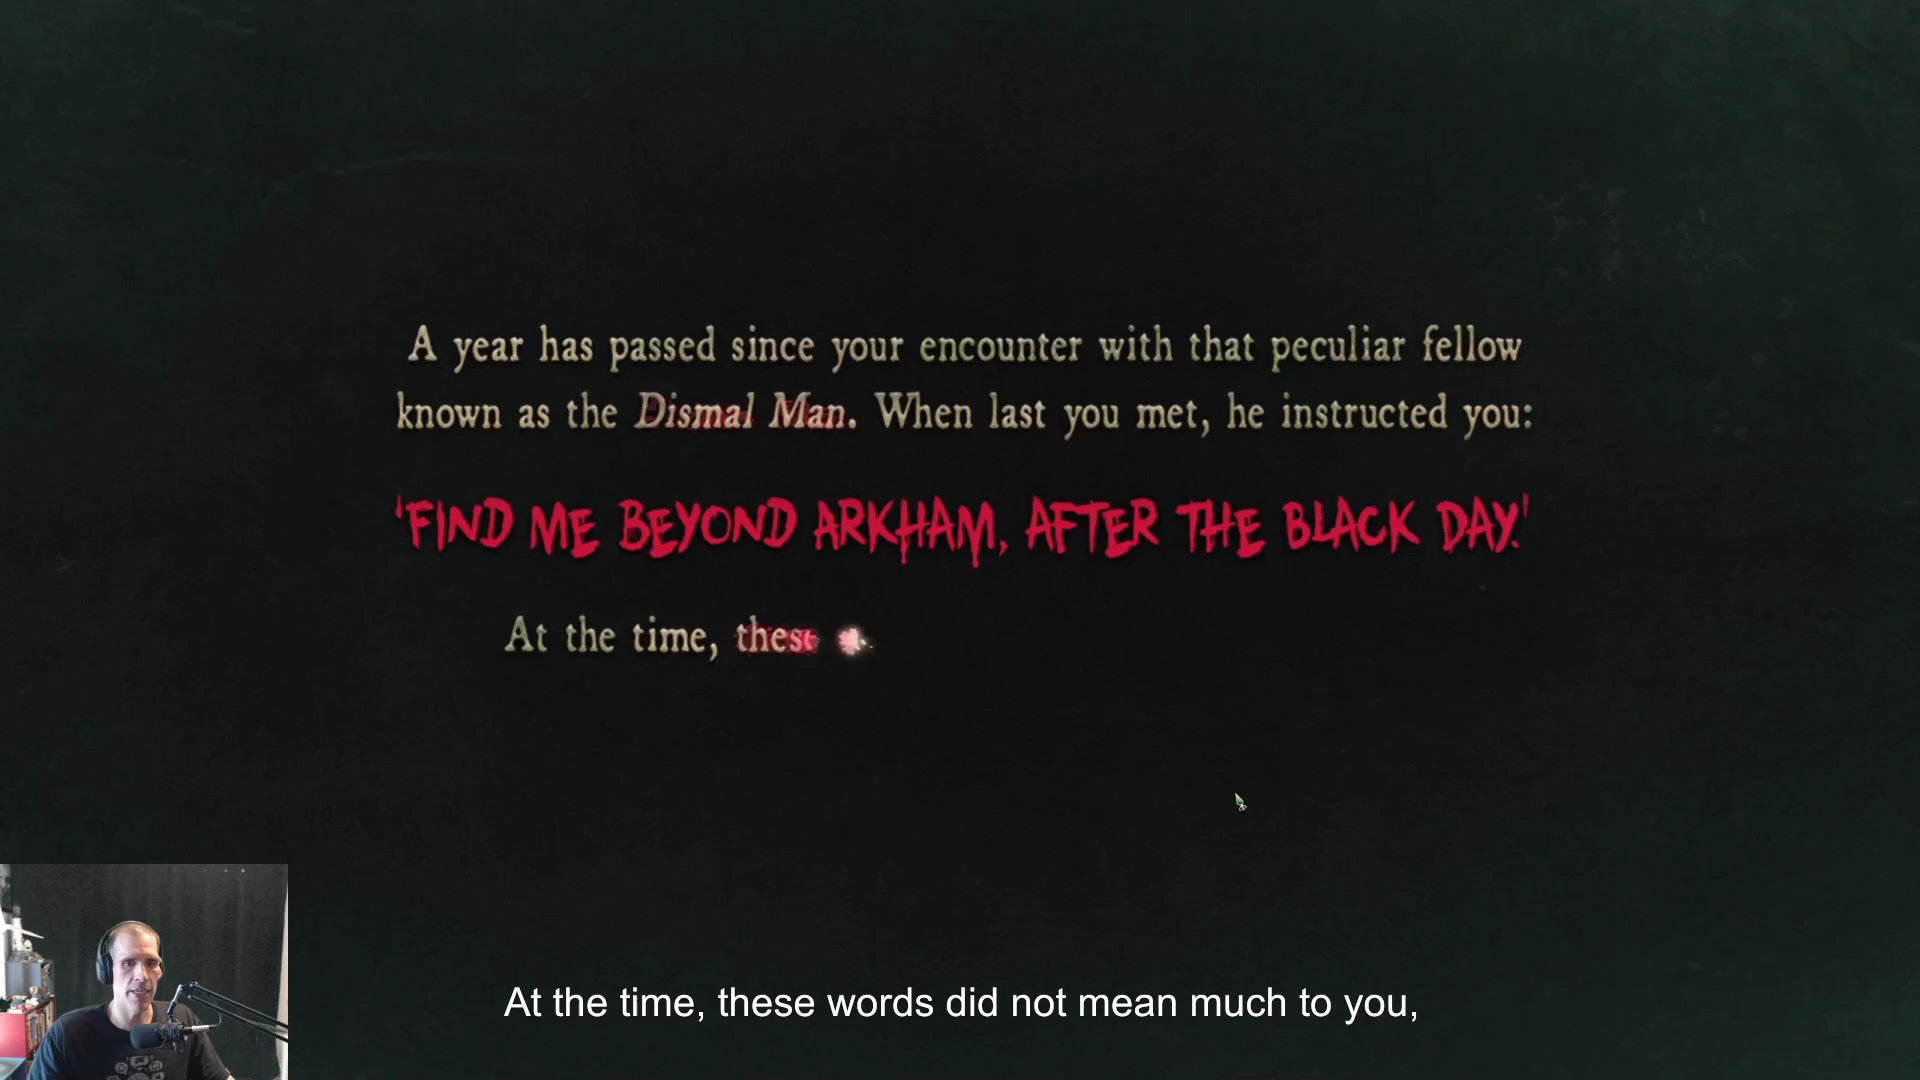 A year has passed since your encounter with that peculiar fellow
known as the Dismal Man. When last you met, he instructed you:
'FIND ME BEYOND ARKHAM, AFTER THE BLACK DAY.'
At the time, these
At the time, these words did not mean much to you,